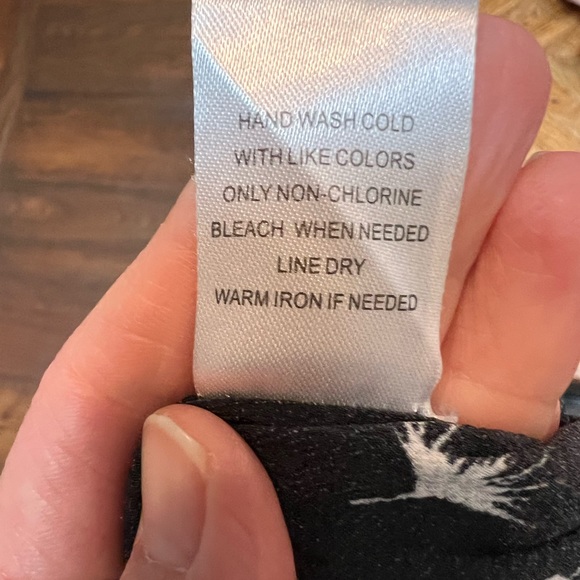 HAND WASH COLD
WITH LIKE COLORS
ONLY NON-CHLORINE
BLEACH WHEN NEEDED
LINE DRY
WARM IRON IF NEEDED